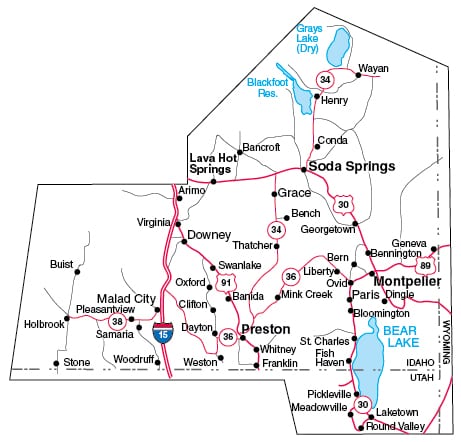 Grays
Lake
(Dry)
Wayan
34
Blackfoot
Res.
Henry
Conda
Bancroft
Lava Hot
Springs
Soda Springs
Arimo
Grace
30
Bench
Virginia
34
Georgetown
Downey
Thatcher
Geneva
Bennington
Bern
89
Buist
Swanlake
36
Liberty
Montpelier
Oxford
91
Ovid
Malad City
Banida
Mink Creek
Paris
Dingle
Pleasantview
Clifton
Bloomington
Holbrook
38
Samaria
15
Dayton
36
Preston
BEAR
LAKE
St. Charles
Whitney
Fish
Haven
Stone
Woodruff
Weston
Franklin
IDAHO
UTAH
WYOMING
Pickleville
Meadowville
30
Laketown
Round Valley